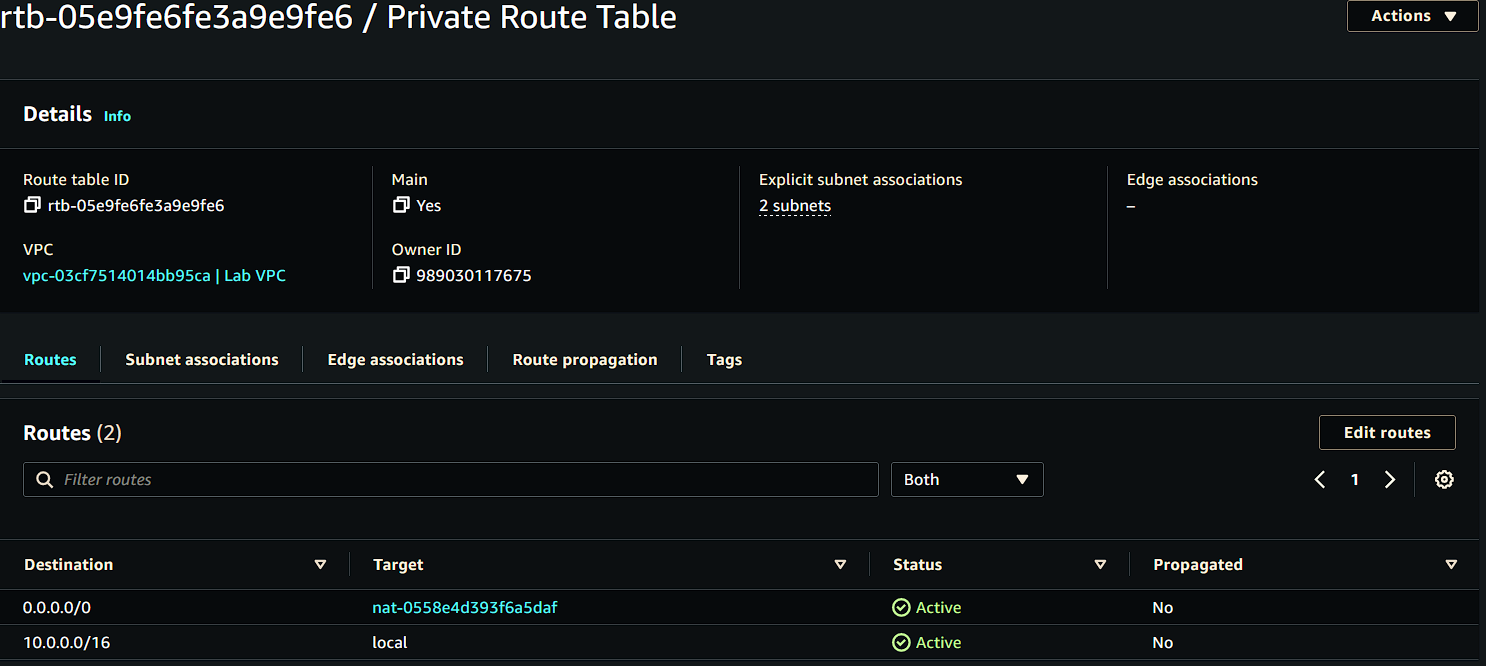 rtb-05e9fe6fe3a9e9fe6 / Private Route Table
Actions
Details Info
Route table ID
rtb-05e9fe6fe3a9e9fe6
Main
Yes
Explicit subnet associations
2 subnets
Edge associations
–
VPC
vpc-03cf7514014bb95ca | Lab VPC
Owner ID
989030117675
Routes
Subnet associations
Edge associations
Route propagation
Tags
Routes (2)
Edit routes
Filter routes
Both
1
Destination Target Status Propagated
0.0.0.0/0 nat-0558e4d393f6a5daf Active No
10.0.0.0/16 local Active No